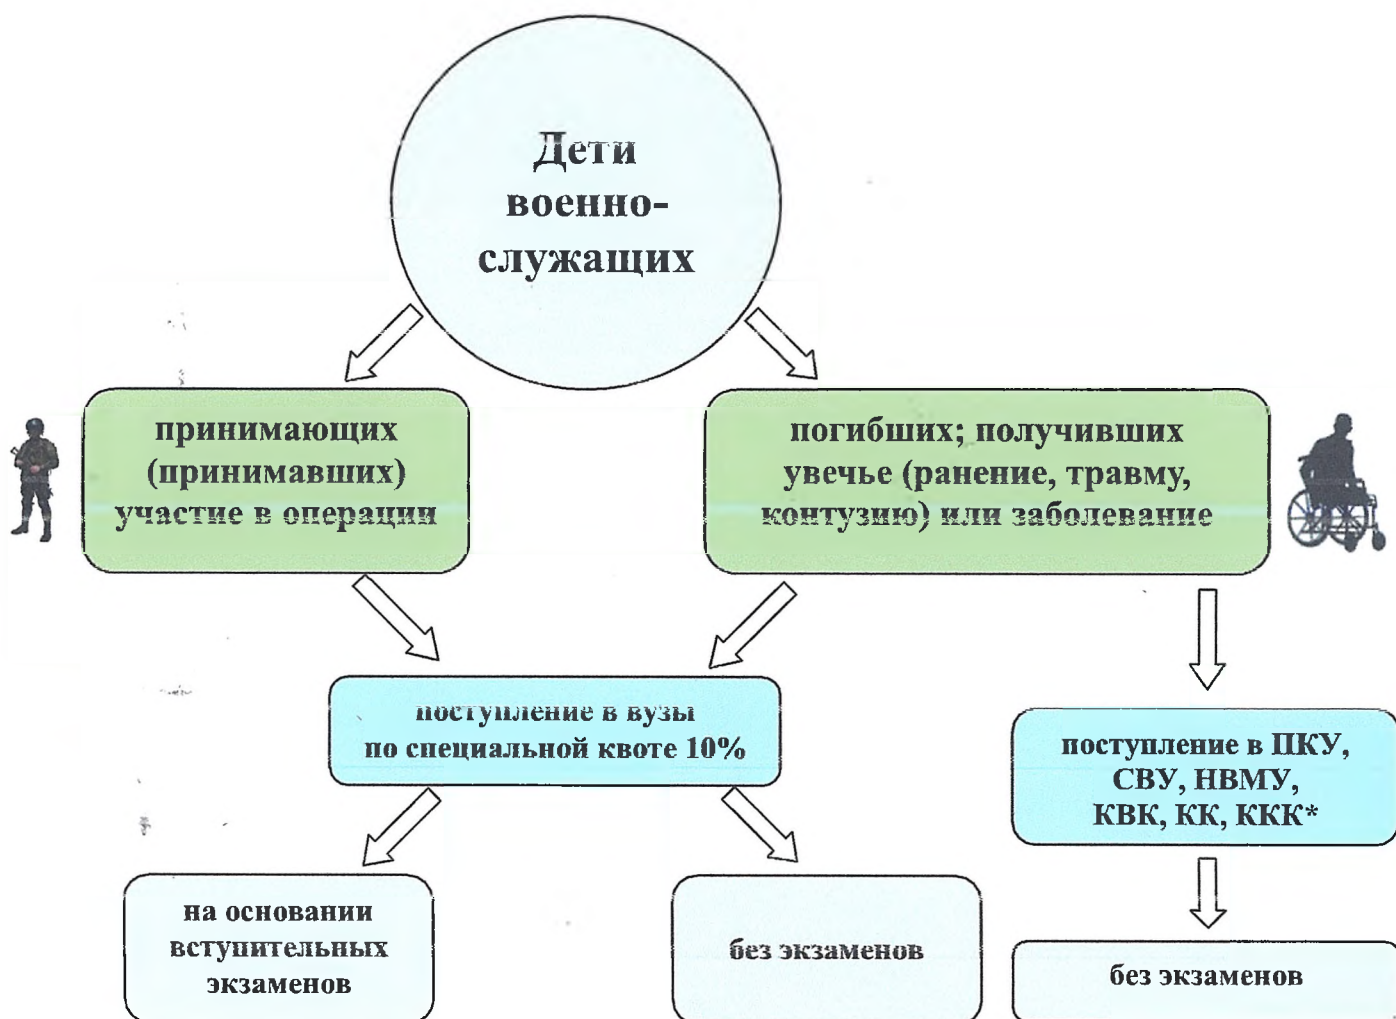 Дети
военно-
служащих
принимающих
(принимавших)
участие в операции
погибших; получивших
увечье (ранение, травму,
контузию) или заболевание
поступление в вузы
по специальной квоте 10%
поступление в ПКУ,
СВУ, НВМУ,
КВК, КК, ККК*
на основании
вступительных
экзаменов
без экзаменов
без экзаменов